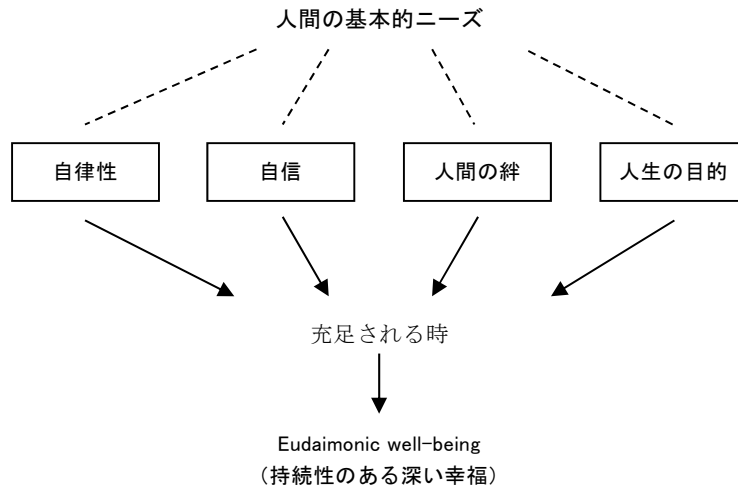 人間の基本的ニーズ
自律性
自信
人間の絆
人生の目的
充足される時
Eudaimonic well-being
（持続性のある深い幸福）